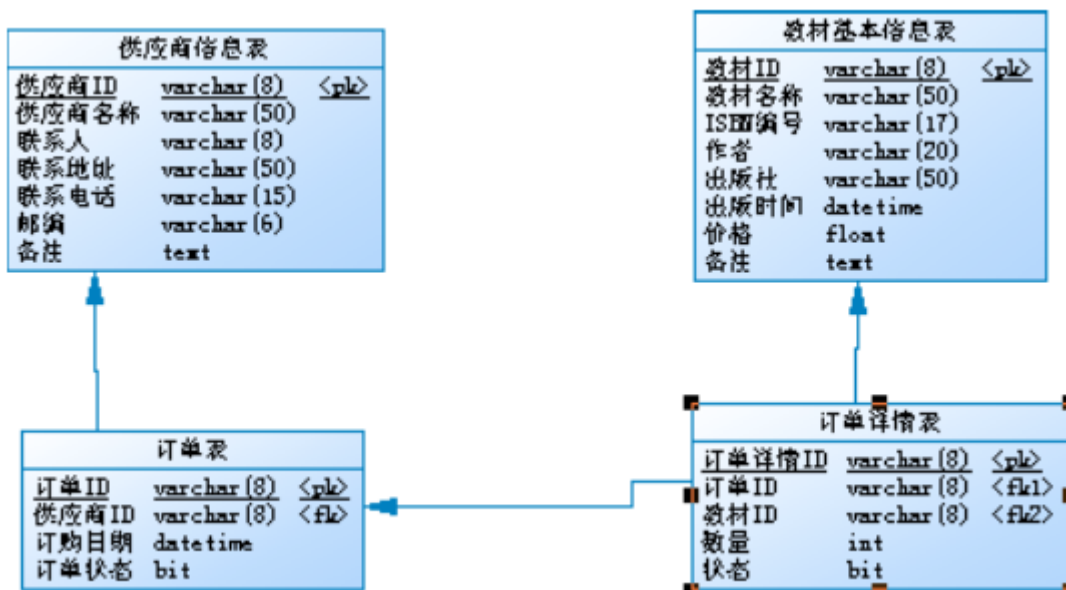 供应商信息表
供应商ID varchar(8) <pk>
供应商名称 varchar(50)
联系人 varchar(8)
联系地址 varchar(50)
联系电话 varchar(15)
邮编 varchar(6)
备注 text
教材基本信息表
教材ID varchar(8) <pk>
教材名称 varchar(50)
ISBN编号 varchar(17)
作者 varchar(20)
出版社 varchar(50)
出版时间 datetime
价格 float
备注 text
订单表
订单ID varchar(8) <pk>
供应商ID varchar(8) <fk>
订购日期 datetime
订单状态 bit
订单详情表
订单详情ID varchar(8) <pk>
订单ID varchar(8) <fk1>
教材ID varchar(8) <fk2>
数量 int
状态 bit